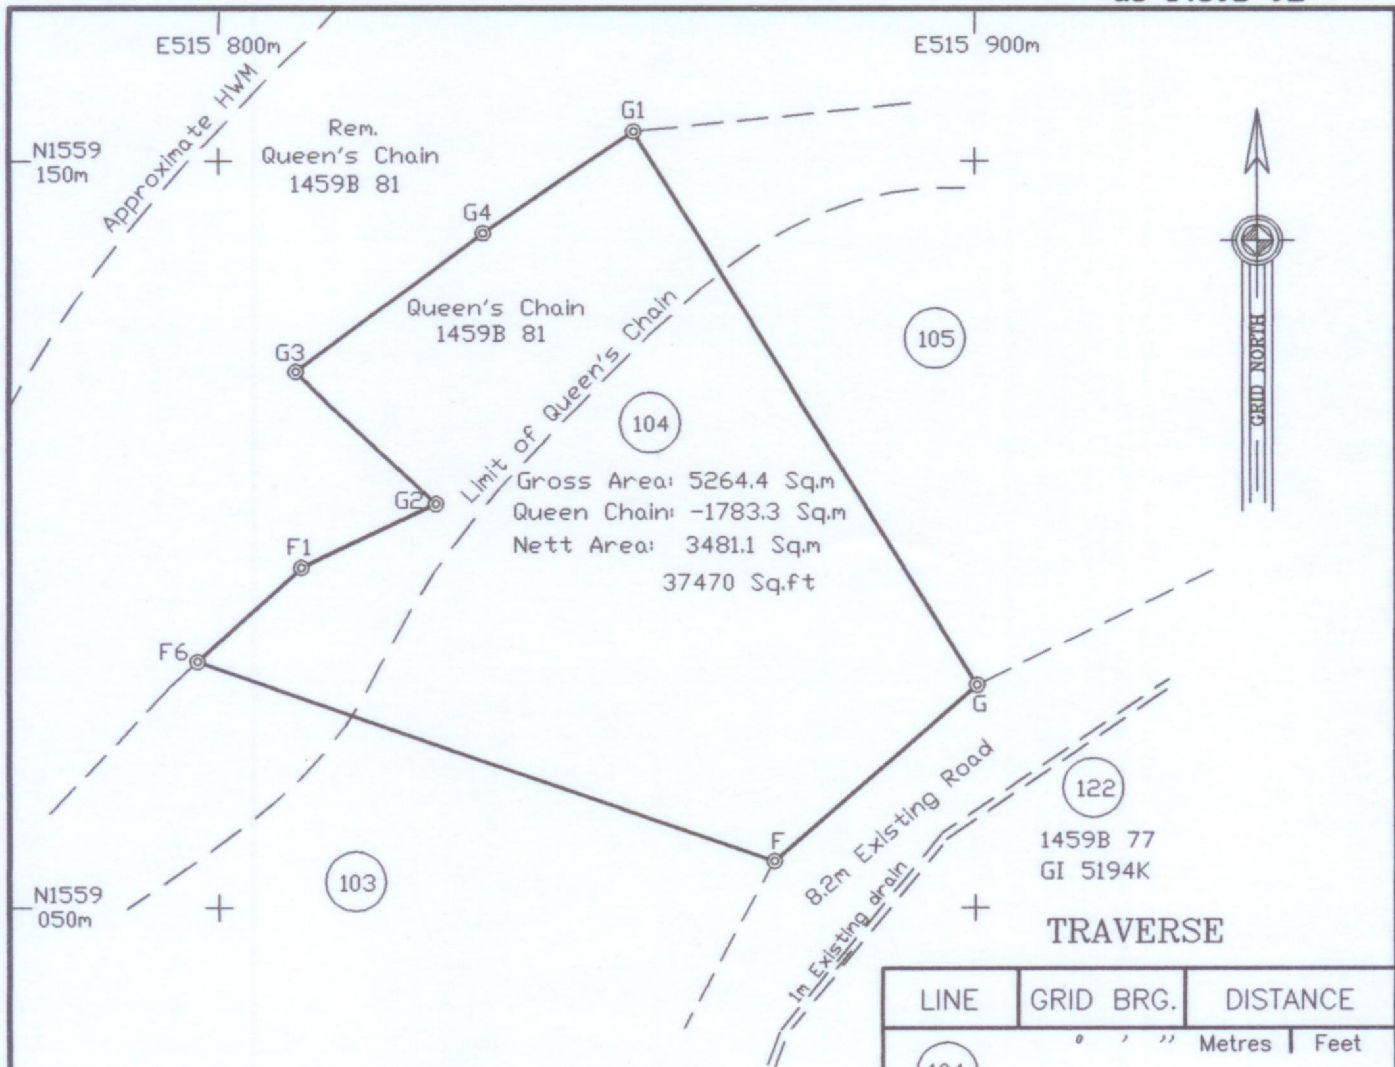 E515 800m
E515 900m
Approximate HWM
Rem.
Queen's Chain
1459B 81
G1
N1559
150m
G4
Queen's Chain
1459B 81
G3
Limit of Queen's Chain
105
GRID NORTH
104
Gross Area: 5264.4 Sq.m
Queen Chain: -1783.3 Sq.m
Nett Area: 3481.1 Sq.m
37470 Sq.ft
G2
F1
F6
G
F
8.2m Existing Road
1m Existing drain
122
1459B 77
GI 5194K
103
N1559
050m
TRAVERSE
LINE GRID BRG. DISTANCE
° ' '' Metres Feet